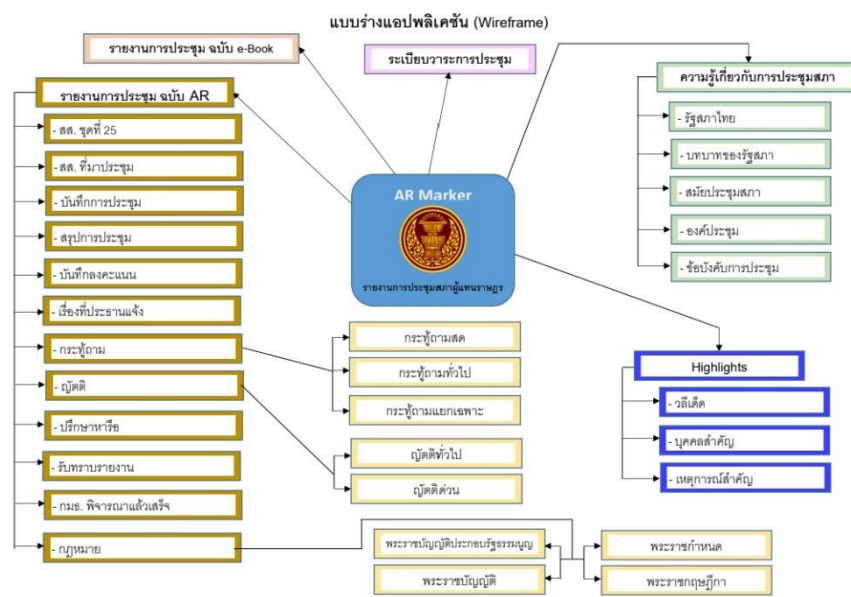 แบบร่างแอปพลิเคชัน (Wireframe)
รายงานการประชุม ฉบับ e-Book
ระเบียบวาระการประชุม
ความรู้เกี่ยวกับการประชุมสภา
- รัฐสภาไทย
- บทบาทของรัฐสภา
- สมัยประชุมสภา
- องค์ประชุม
- ข้อบังคับการประชุม
รายงานการประชุม ฉบับ AR
- สส. ชุดที่ 25
- สส. ที่มาประชุม
- บันทึกการประชุม
- สรุปการประชุม
- บันทึกลงคะแนน
- เรื่องที่ประธานแจ้ง
- กระทู้ถาม
- ญัตติ
- ปรึกษาหารือ
- รับทราบรายงาน
- กมธ. พิจารณาแล้วเสร็จ
- กฎหมาย
AR Marker
รายงานการประชุมสภาผู้แทนราษฎร
กระทู้ถามสด
กระทู้ถามทั่วไป
กระทู้ถามแยกเฉพาะ
ญัตติทั่วไป
ญัตติด่วน
Highlights
- วลีเด็ด
- บุคคลสำคัญ
- เหตุการณ์สำคัญ
พระราชบัญญัติประกอบรัฐธรรมนูญ
พระราชบัญญัติ
พระราชกำหนด
พระราชกฤษฎีกา